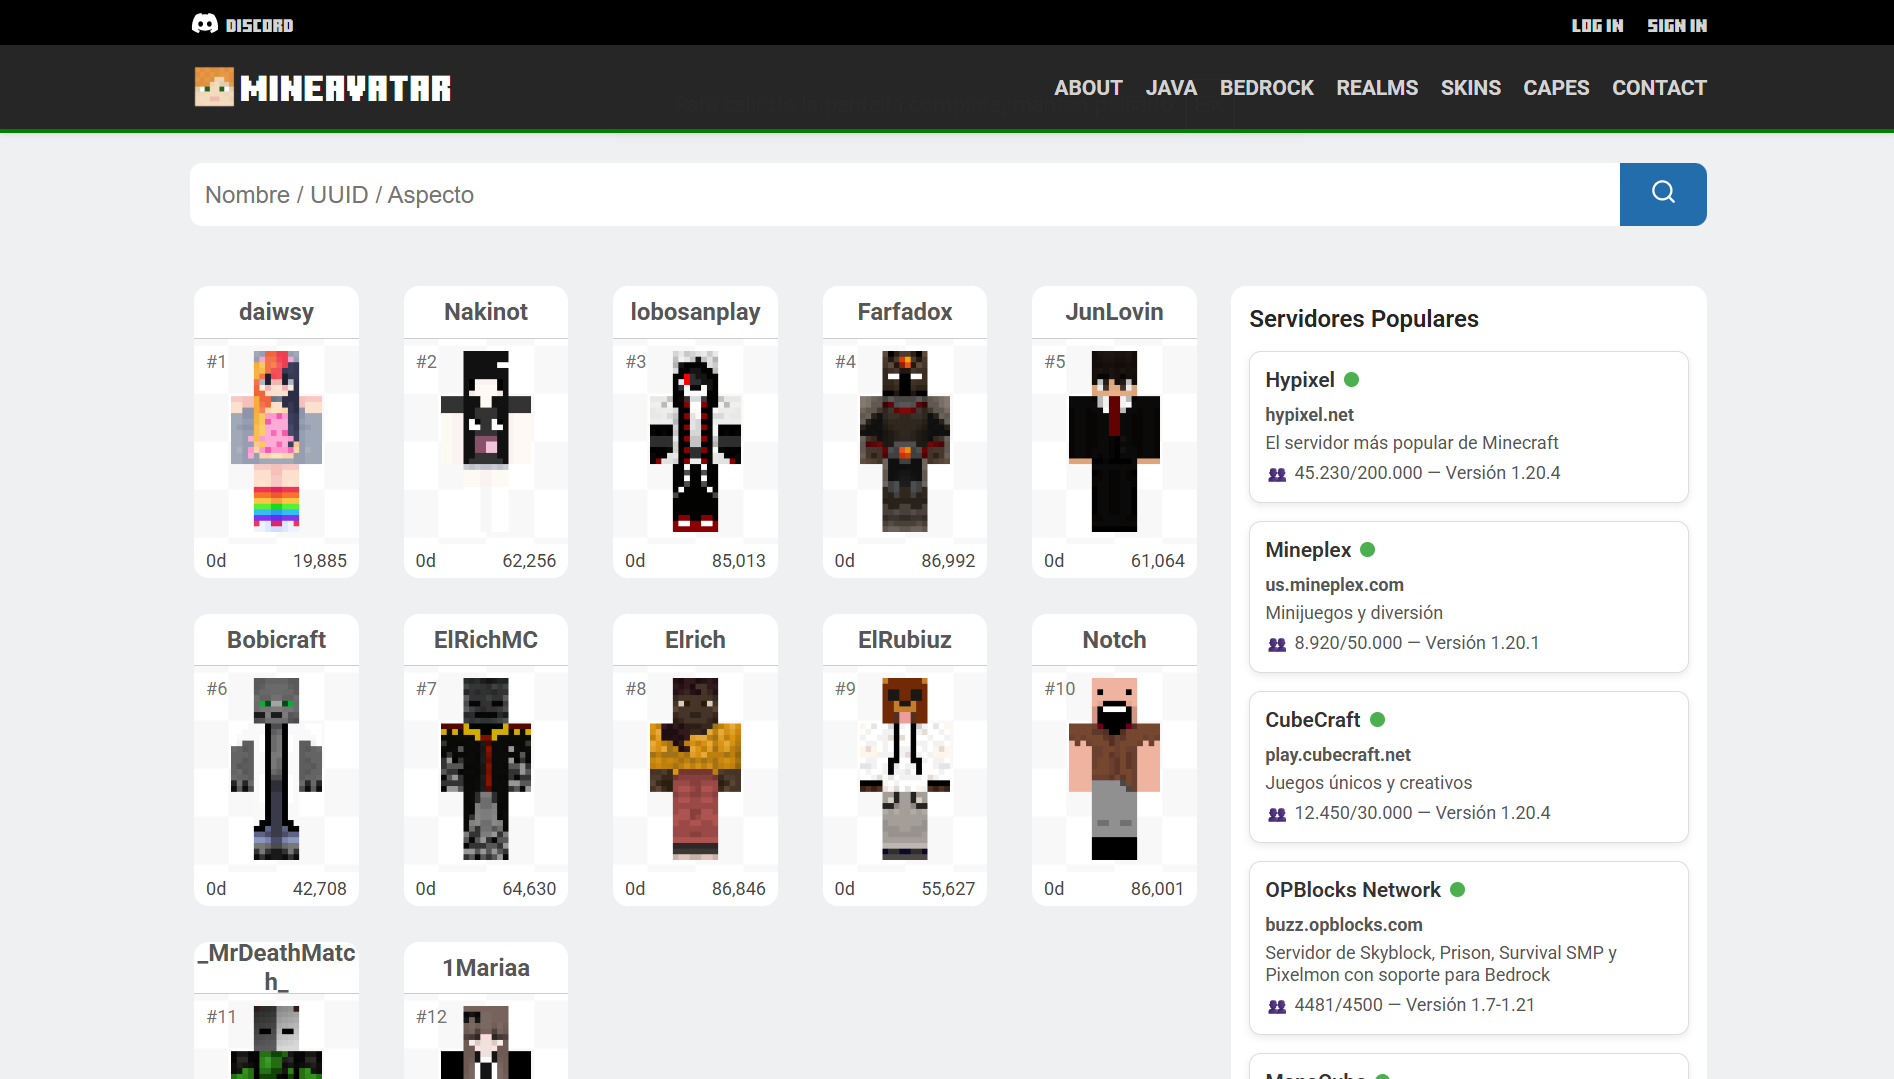 DISCORD
LOG IN SIGN IN
MINEAVATAR
ABOUT JAVA BEDROCK REALMS SKINS CAPES CONTACT
Nombre / UUID / Aspecto
daiwsy
#1
0d 19,885
Nakinot
#2
0d 62,256
lobosanplay
#3
0d 85,013
Farfadox
#4
0d 86,992
JunLovin
#5
0d 61,064
Bobicraft
#6
0d 42,708
ElRichMC
#7
0d 64,630
Elrich
#8
0d 86,846
ElRubiuz
#9
0d 55,627
Notch
#10
0d 86,001
_MrDeathMatc
h_
#11
1Mariaa
#12
Servidores Populares
Hypixel
hypixel.net
El servidor más popular de Minecraft
45.230/200.000 — Versión 1.20.4
Mineplex
us.mineplex.com
Minijuegos y diversión
8.920/50.000 — Versión 1.20.1
CubeCraft
play.cubecraft.net
Juegos únicos y creativos
12.450/30.000 — Versión 1.20.4
OPBlocks Network
buzz.opblocks.com
Servidor de Skyblock, Prison, Survival SMP y
Pixelmon con soporte para Bedrock
4481/4500 — Versión 1.7-1.21